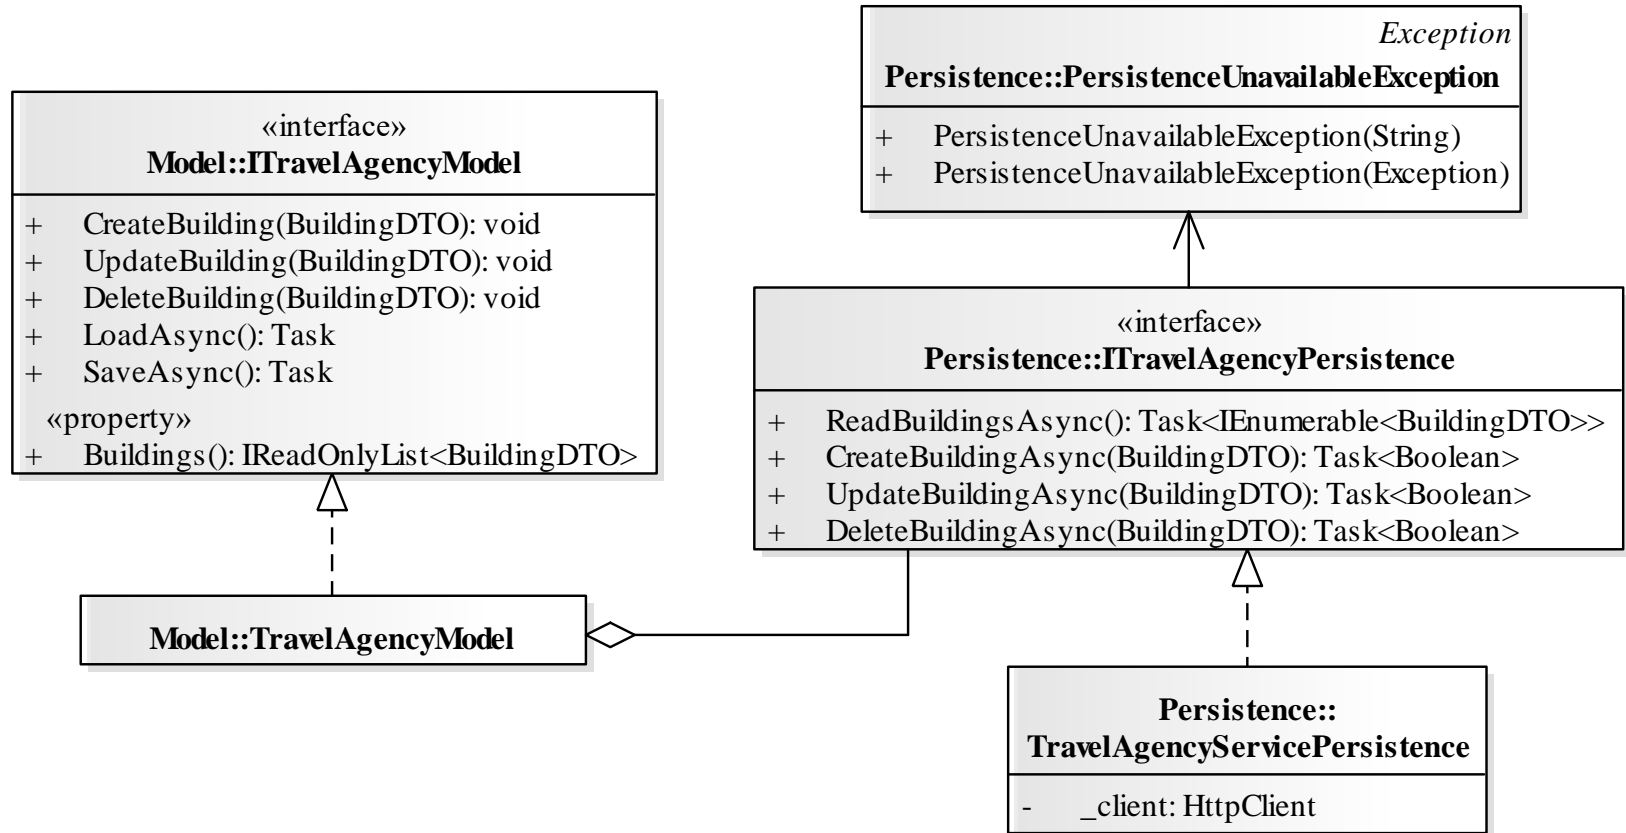 Exception
Persistence::PersistenceUnavailableException
+ PersistenceUnavailableException(String)
+ PersistenceUnavailableException(Exception)
«interface»
Model::ITravelAgencyModel
+ CreateBuilding(BuildingDTO): void
+ UpdateBuilding(BuildingDTO): void
+ DeleteBuilding(BuildingDTO): void
+ LoadAsync(): Task
+ SaveAsync(): Task
«property»
+ Buildings(): IReadOnlyList<BuildingDTO>
«interface»
Persistence::ITravelAgencyPersistence
+ ReadBuildingsAsync(): Task<IEnumerable<BuildingDTO>>
+ CreateBuildingAsync(BuildingDTO): Task<Boolean>
+ UpdateBuildingAsync(BuildingDTO): Task<Boolean>
+ DeleteBuildingAsync(BuildingDTO): Task<Boolean>
Model::TravelAgencyModel
Persistence::
TravelAgencyServicePersistence
- _client: HttpClient